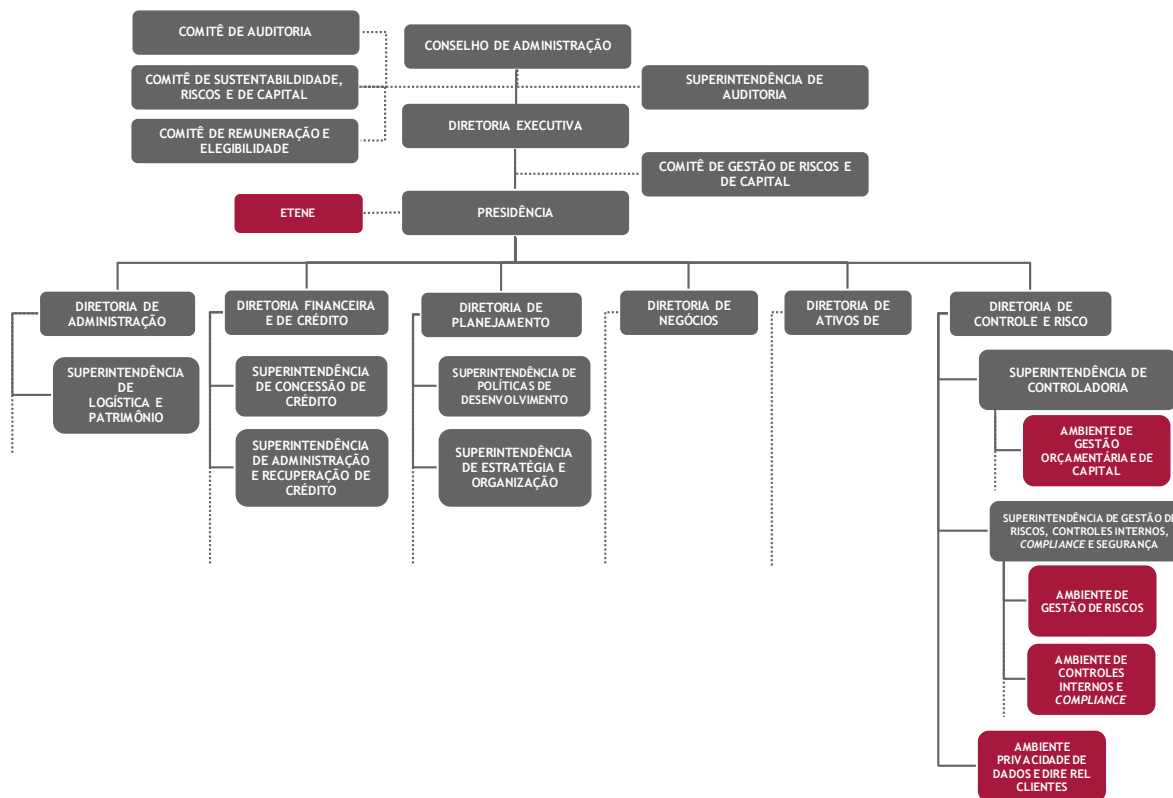 COMITÊ DE AUDITORIA
CONSELHO DE ADMINISTRAÇÃO
COMITÊ DE SUSTENTABILDIDADE,
RISCOS E DE CAPITAL
SUPERINTENDÊNCIA DE
AUDITORIA
DIRETORIA EXECUTIVA
COMITÊ DE REMUNERAÇÃO E
ELEGIBILIDADE
COMITÊ DE GESTÃO DE RISCOS E
DE CAPITAL
ETENE
PRESIDÊNCIA
DIRETORIA DE
ADMINISTRAÇÃO
DIRETORIA FINANCEIRA
E DE CRÉDITO
DIRETORIA DE
PLANEJAMENTO
DIRETORIA DE
NEGÓCIOS
DIRETORIA DE
ATIVOS DE
DIRETORIA DE
CONTROLE E RISCO
SUPERINTENDÊNCIA
DE
LOGÍSTICA E
PATRIMÔNIO
SUPERINTENDÊNCIA
DE CONCESSÃO DE
CRÉDITO
SUPERINTENDÊNCIA DE
POLÍTICAS DE
DESENVOLVIMENTO
SUPERINTENDÊNCIA DE
CONTROLADORIA
SUPERINTENDÊNCIA
DE ADMINISTRAÇÃO
E RECUPERAÇÃO DE
CRÉDITO
SUPERINTENDÊNCIA
DE ESTRATÉGIA E
ORGANIZAÇÃO
AMBIENTE DE
GESTÃO
ORÇAMENTÁRIA E DE
CAPITAL
SUPERINTENDÊNCIA DE GESTÃO DE
RISCOS, CONTROLES INTERNOS,
COMPLIANCE E SEGURANÇA
AMBIENTE DE
GESTÃO DE RISCOS
AMBIENTE DE
CONTROLES
INTERNOS E
COMPLIANCE
AMBIENTE
PRIVACIDADE DE
DADOS E DIRE REL
CLIENTES